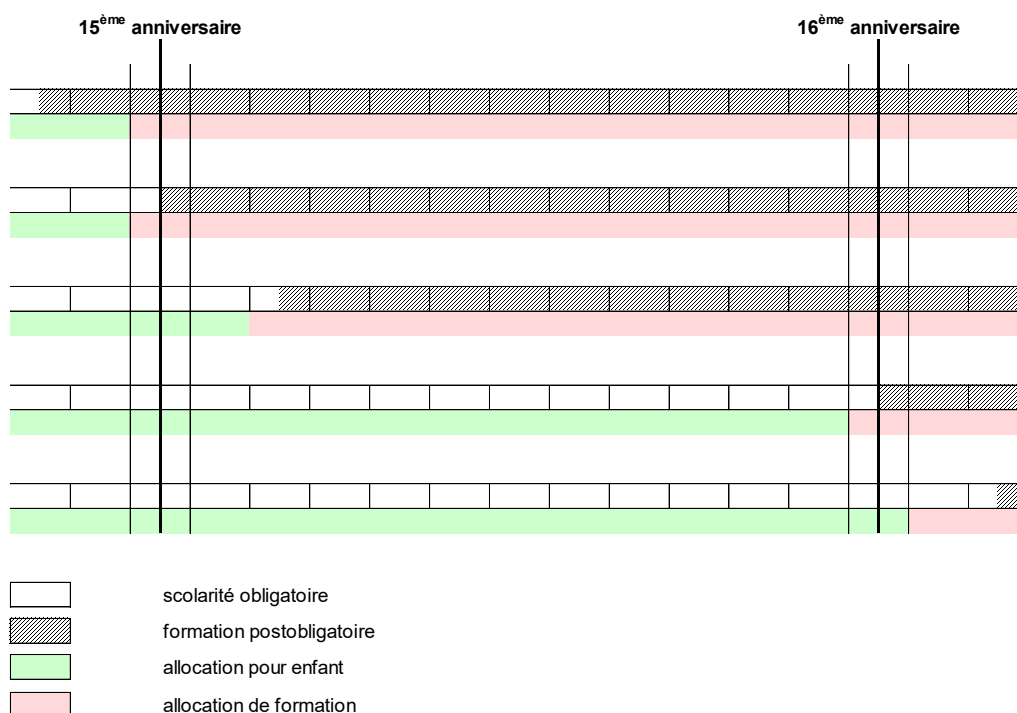 15ème anniversaire 16ème anniversaire
scolarité obligatoire
formation postobligatoire
allocation pour enfant
allocation de formation